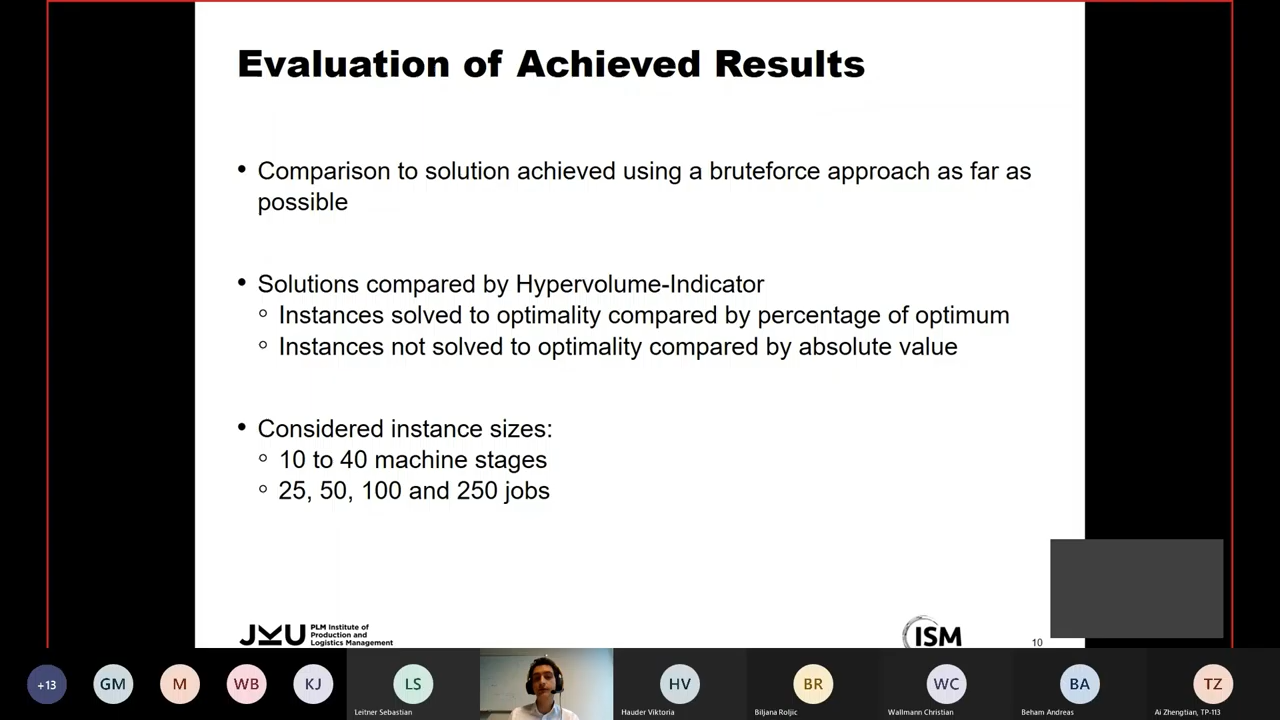 Evaluation of Achieved Results
• Comparison to solution achieved using a bruteforce approach as far as
possible
• Solutions compared by Hypervolume-Indicator
○ Instances solved to optimality compared by percentage of optimum
○ Instances not solved to optimality compared by absolute value
• Considered instance sizes:
○ 10 to 40 machine stages
○ 25, 50, 100 and 250 jobs
JKU
PLM Institute of
Production and
Logistics Management
ISM
10
+13
GM
M
WB
KJ
LS
HV
BR
WC
BA
TZ
Leitner Sebastian
Hauder Viktoria
Biljana Roljic
Wallmann Christian
Beham Andreas
Ai Zhengtian, TP-113